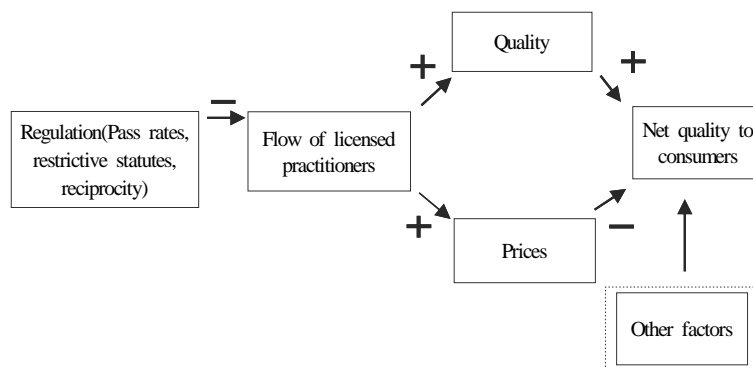 Quality
+
+
−
Regulation(Pass rates,
restrictive statutes,
reciprocity)
Flow of licensed
practitioners
Net quality to
consumers
+
−
Prices
Other factors